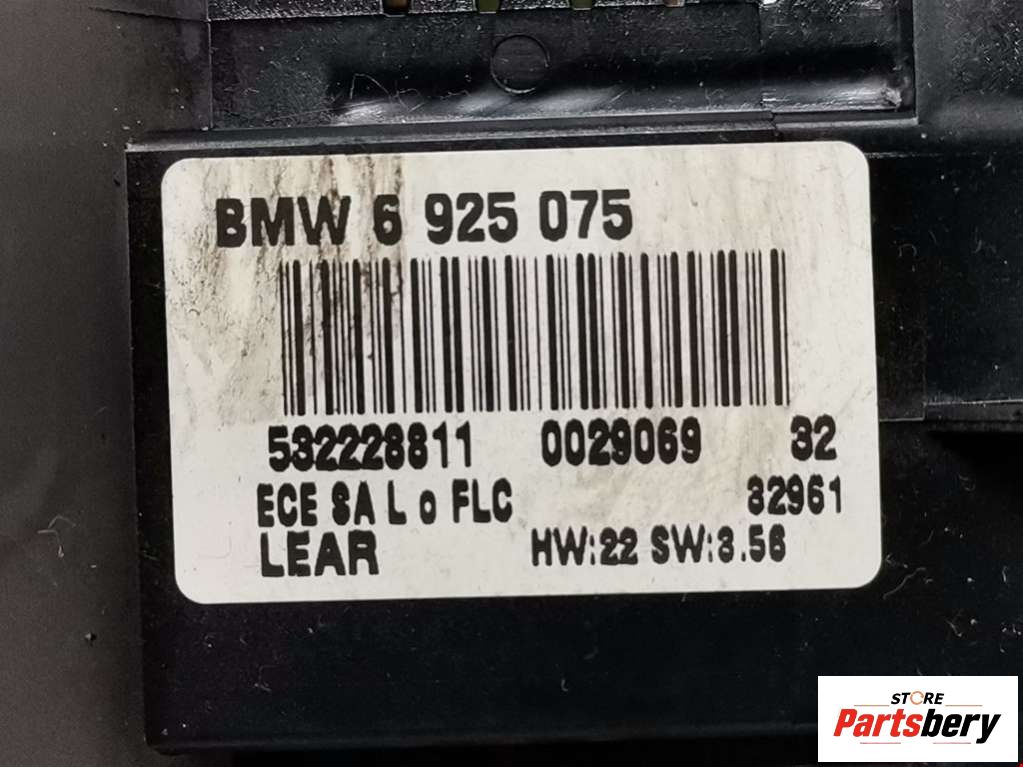 BMW 6 925 075
532228811 0029069 32
ECE SA L o FLC 32961
LEAR HW:22 SW:3.56
STORE
Partsbery